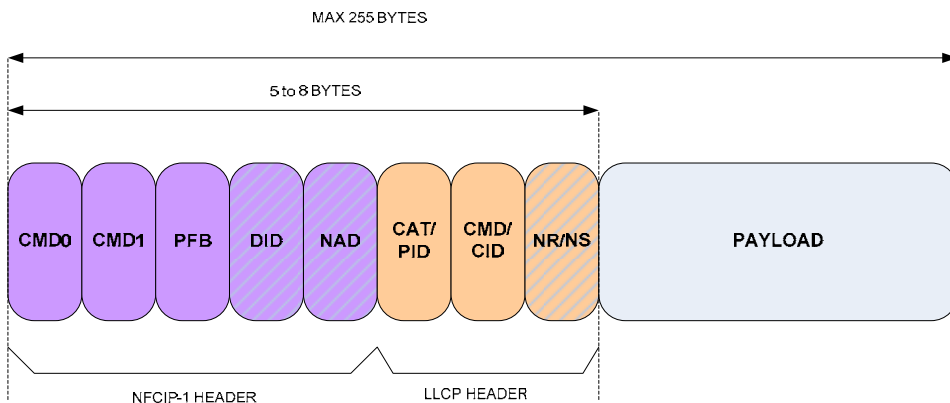 MAX 255 BYTES
5 to 8 BYTES
CMD0 CMD1 PFB DID NAD CAT/ PID CMD/ CID NR/NS PAYLOAD
NFCIP-1 HEADER LLCP HEADER